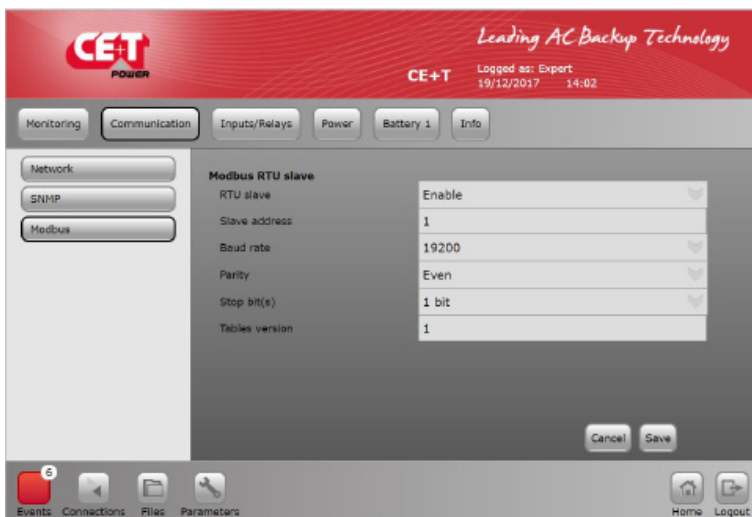 Leading AC Backup Technology
CE+T
POWER
CE+T
Logged as: Expert
19/12/2017 14:02
Monitoring Communication Inputs/Relays Power Battery 1 Info
Network
SNMP
Modbus
Modbus RTU slave
RTU slave Enable
Slave address 1
Baud rate 19200
Parity Even
Stop bit(s) 1 bit
Tables version 1
Cancel Save
6
Events Connections Files Parameters Home Logout